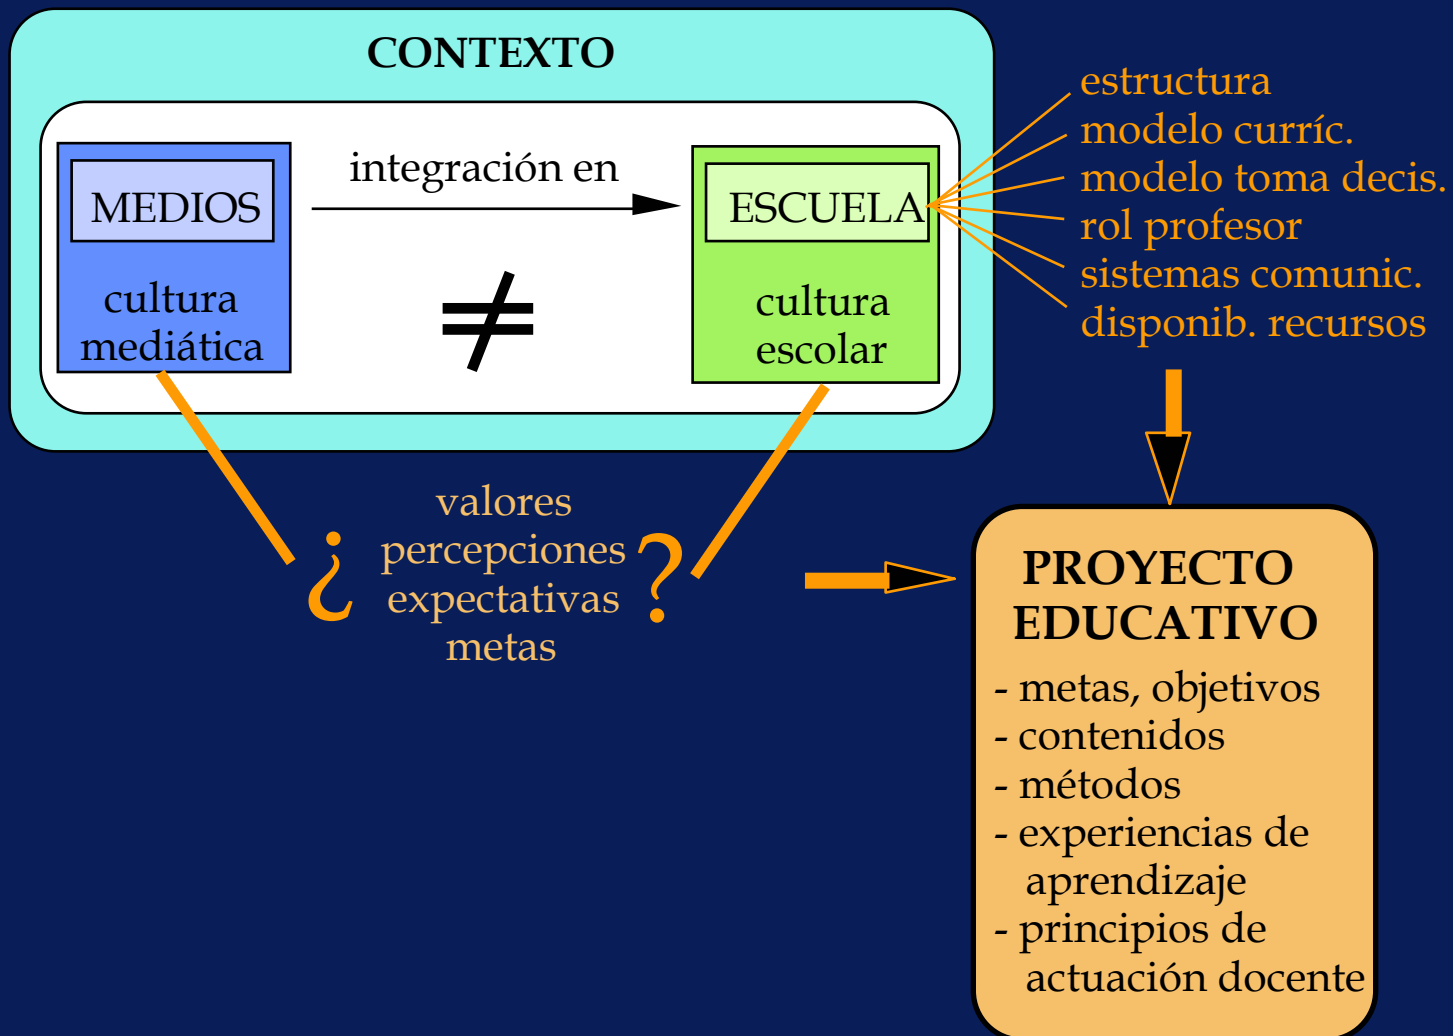 CONTEXTO
MEDIOS
cultura
mediática
integración en
≠
ESCUELA
cultura
escolar
estructura
modelo curríc.
modelo toma decis.
rol profesor
sistemas comunic.
disponib. recursos
¿
valores
percepciones
expectativas
metas
?
PROYECTO
EDUCATIVO
- metas, objetivos
- contenidos
- métodos
- experiencias de
aprendizaje
- principios de
actuación docente